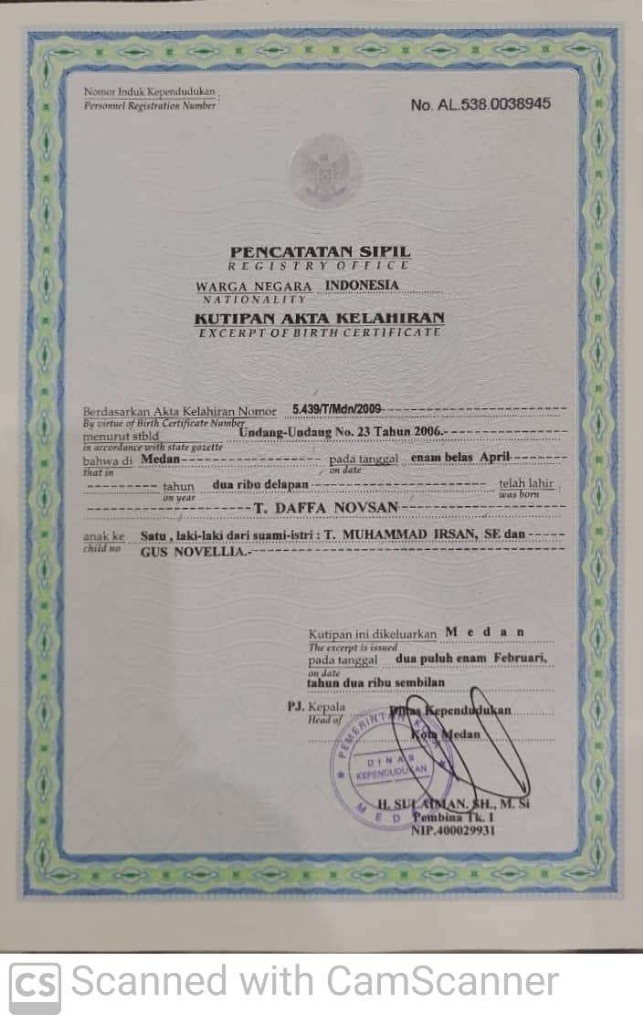 Nomor Induk Kependudukan :
Personnel Registration Number
No. AL.538.0038945
PENCATATAN SIPIL
REGISTRY OFFICE
WARGA NEGARA INDONESIA
NATIONALITY
KUTIPAN AKTA KELAHIRAN
EXCERPT OF BIRTH CERTIFICATE
Berdasarkan Akta Kelahiran Nomor 5.439/T/Mdn/2009
By virtue of Birth Certificate Number
menurut stbld Undang-Undang No. 23 Tahun 2006.-
in accordance with state gazette
bahwa di Medan pada tanggal enam belas April
that in on date
tahun dua ribu delapan telah lahir
on year was born
T. DAFFA NOVSAN
anak ke Satu , laki-laki dari suami-istri : T. MUHAMMAD IRSAN, SE dan
child no GUS NOVELLIA.-
Kutipan ini dikeluarkan M e d a n
The excerpt is issued
pada tanggal dua puluh enam Februari,
on date
tahun dua ribu sembilan
PJ. Kepala Dinas Kependudukan
Head of
Kota Medan
PEMERINTAH KOTA
DINAS
KEPENDUDUKAN
MEDAN
H. SULAIMAN. SH., M. Si
Pembina Tk. I
NIP.400029931
CS Scanned with CamScanner